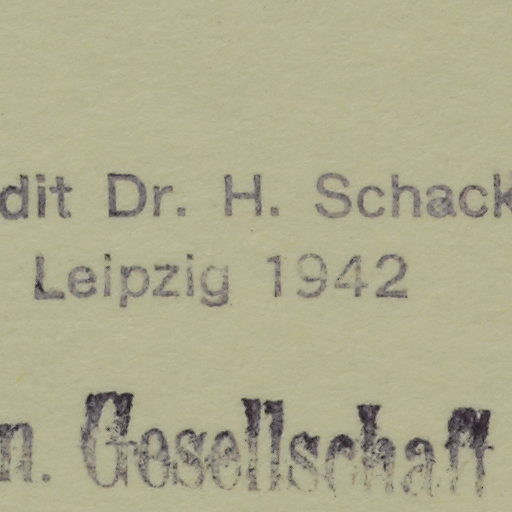 dit Dr. H. Schack
Leipzig 1942
n. Gesellschaft